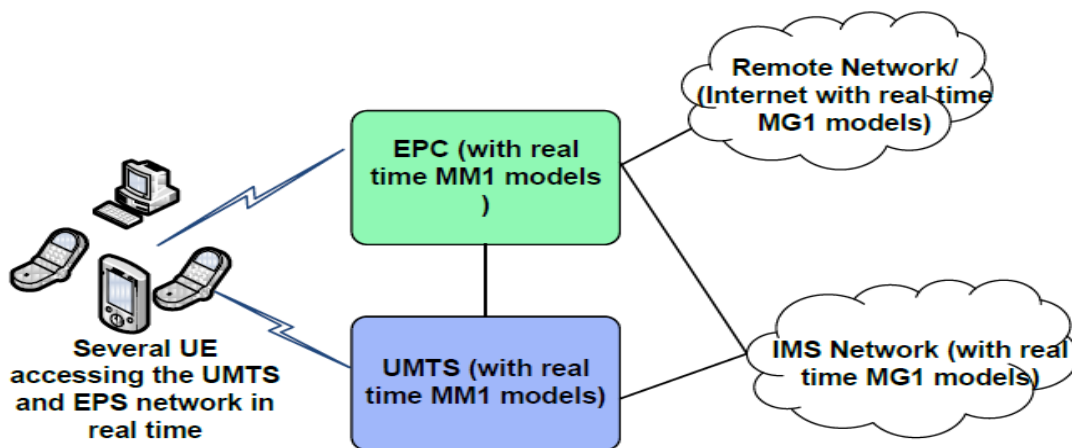 Remote Network/
(Internet with real time
MG1 models)
EPC (with real
time MM1 models
)
Several UE
accessing the UMTS
and EPS network in
real time
UMTS (with real
time MM1 models)
IMS Network (with real
time MG1 models)